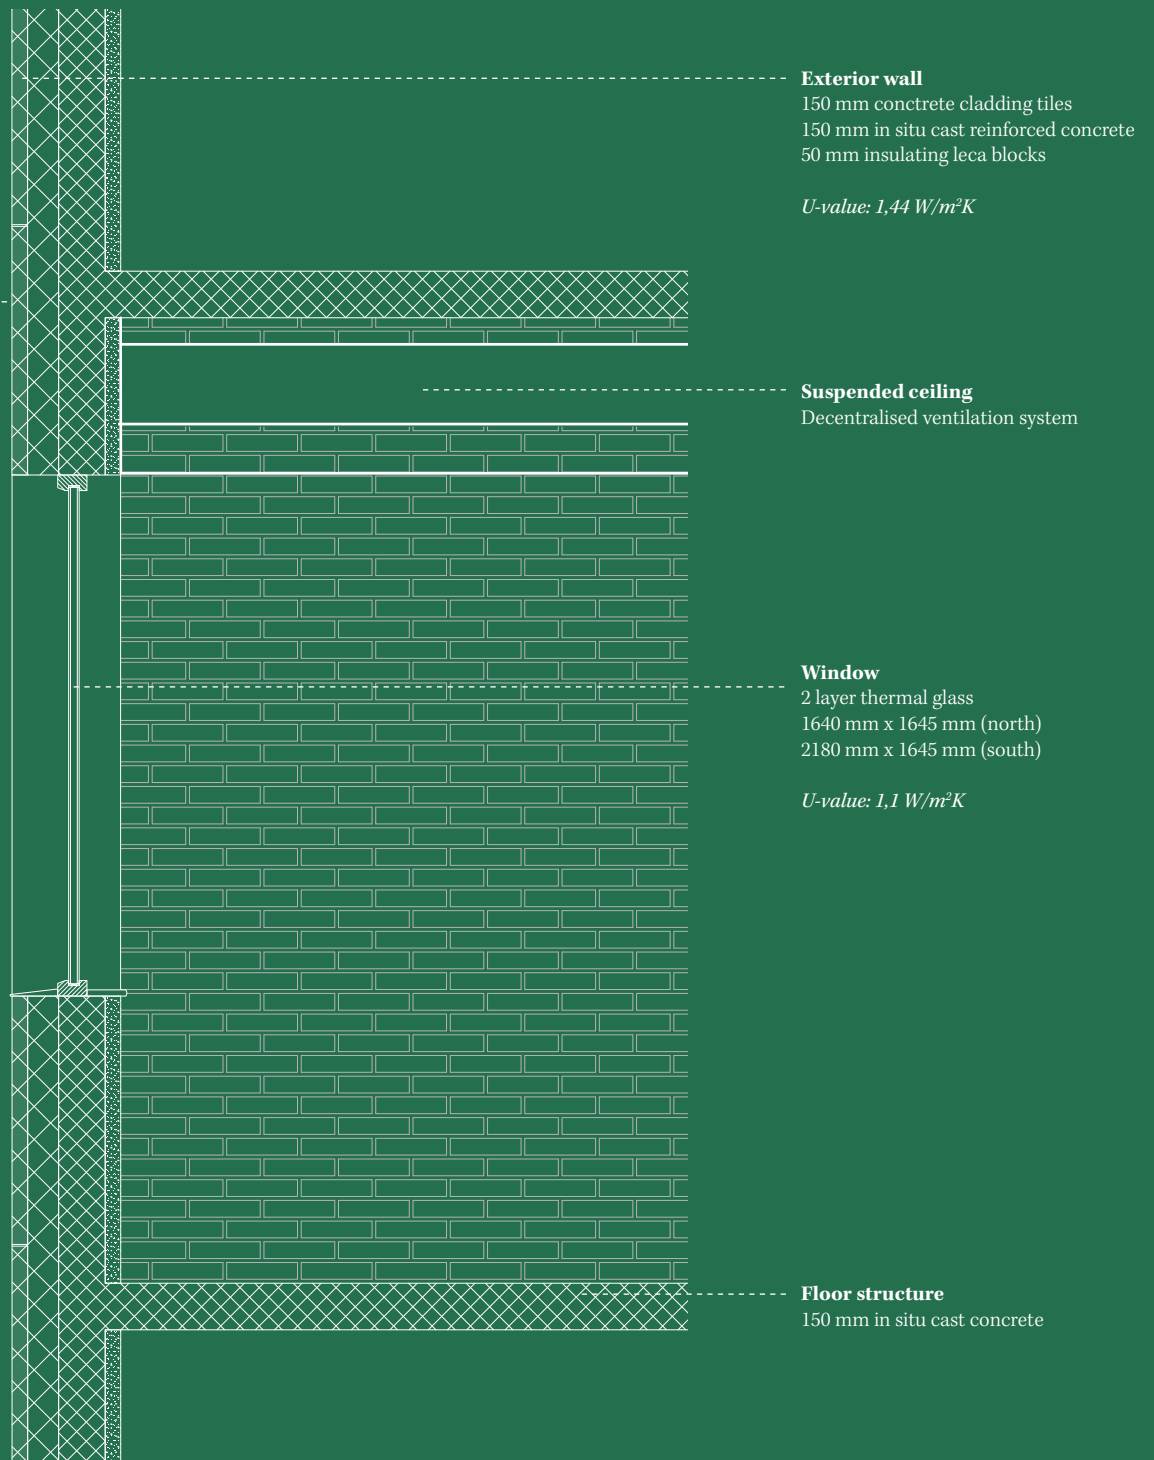 Exterior wall
150 mm conctrete cladding tiles
150 mm in situ cast reinforced concrete
50 mm insulating leca blocks
U-value: 1,44 W/m²K
Suspended ceiling
Decentralised ventilation system
Window
2 layer thermal glass
1640 mm x 1645 mm (north)
2180 mm x 1645 mm (south)
U-value: 1,1 W/m²K
Floor structure
150 mm in situ cast concrete